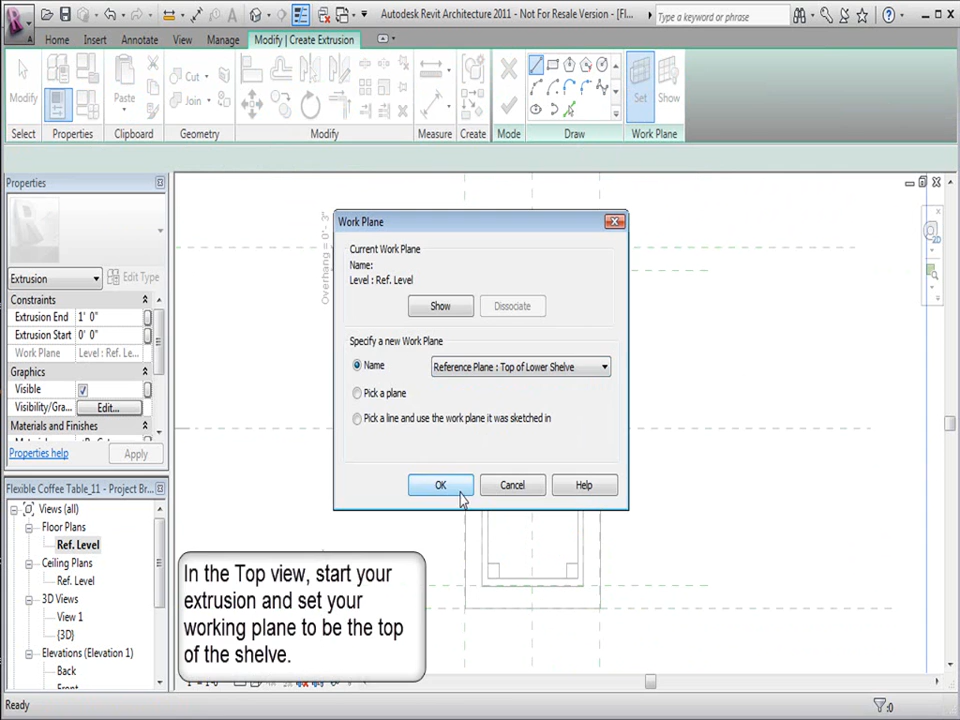 Autodesk Revit Architecture 2011 - Not For Resale Version - [Fl...
Type a keyword or phrase
Home Insert Annotate View Manage Modify | Create Extrusion
Modify
Cut
Join
Paste
Set
Show
Select Properties Clipboard Geometry Modify Measure Create Mode Draw Work Plane
Properties
Extrusion
Edit Type
Constraints
Extrusion End 1' 0"
Extrusion Start 0' 0"
Work Plane Level : Ref. Le...
Graphics
Visible
Visibility/Gra... Edit...
Materials and Finishes
Properties help
Apply
Flexible Coffee Table_11 - Project Br...
Views (all)
Floor Plans
Ref. Level
Ceiling Plans
Ref. Level
3D Views
View 1
{3D}
Elevations (Elevation 1)
Back
Front
Overhang = 0' - 3"
2D
Work Plane
Current Work Plane
Name:
Level : Ref. Level
Show
Dissociate
Specify a new Work Plane
Name
Reference Plane : Top of Lower Shelve
Pick a plane
Pick a line and use the work plane it was sketched in
OK
Cancel
Help
In the Top view, start your
extrusion and set your
working plane to be the top
of the shelve.
Ready
:0